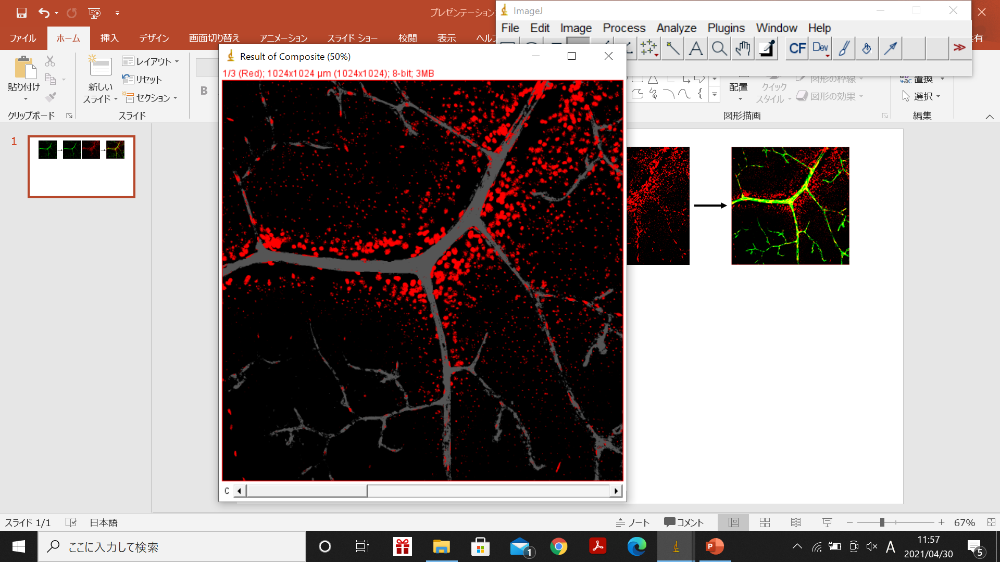 プレゼンテーション
ファイル
ホーム
挿入
デザイン
画面切り替え
アニメーション
スライド ショー
校閲
表示
ヘルプ
共有
ImageJ
File Edit Image Process Analyze Plugins Window Help
CF Dev
貼り付け
クリップボード
新しい
スライド
レイアウト
リセット
セクション
スライド
B
配置
クイック
スタイル
図形の枠線
図形の効果
図形描画
置換
選択
編集
Result of Composite (50%)
1/3 (Red); 1024x1024 µm (1024x1024); 8-bit; 3MB
C
1
スライド 1/1
日本語
ノート
コメント
67%
ここに入力して検索
1
P
A
11:57
2021/04/30
5